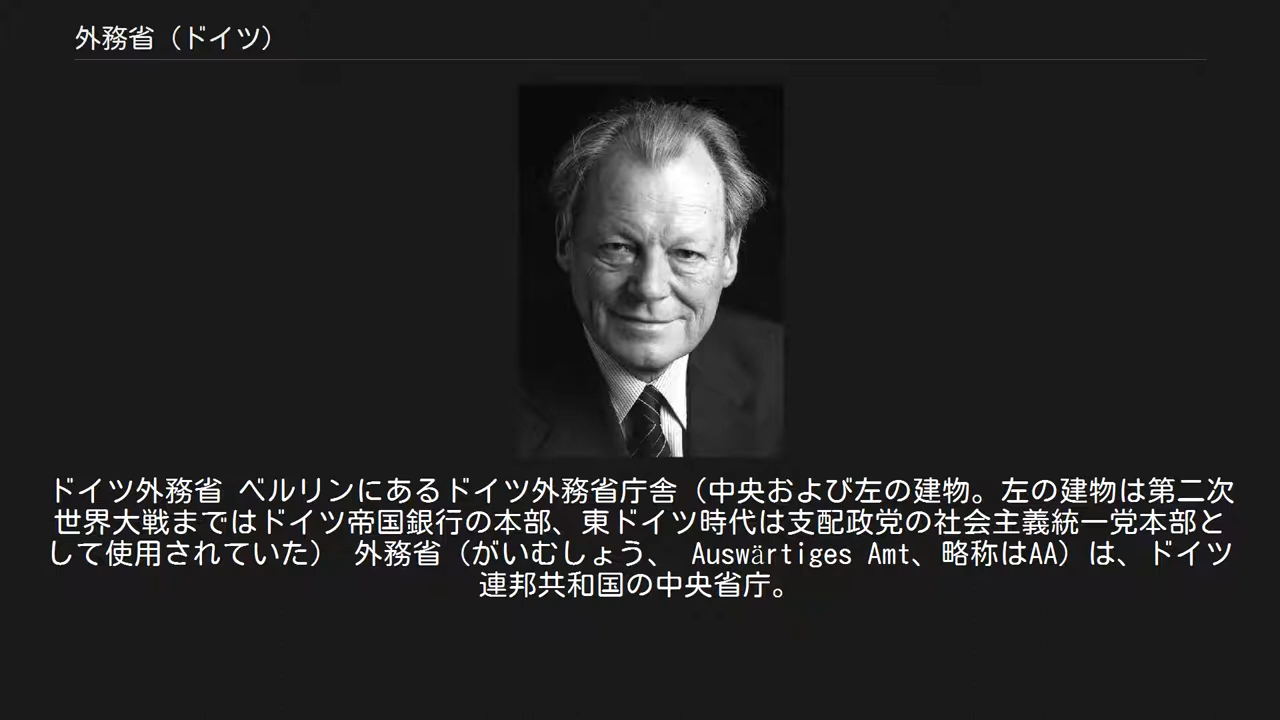 外務省（ドイツ）
ドイツ外務省 ベルリンにあるドイツ外務省庁舎（中央および左の建物。左の建物は第二次
世界大戦まではドイツ帝国銀行の本部、東ドイツ時代は支配政党の社会主義統一党本部と
して使用されていた） 外務省（がいむしょう、 Auswärtiges Amt、略称はAA）は、ドイツ
連邦共和国の中央省庁。